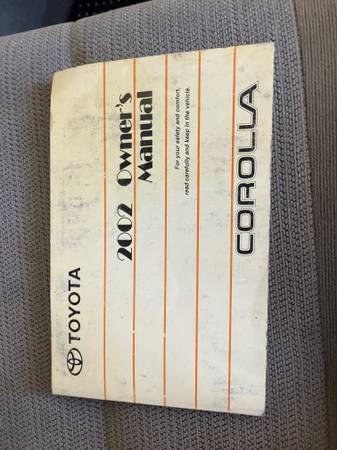 TOYOTA
2002 Owner's
Manual
For your safety and comfort,
read carefully and keep in the vehicle.
COROLLA